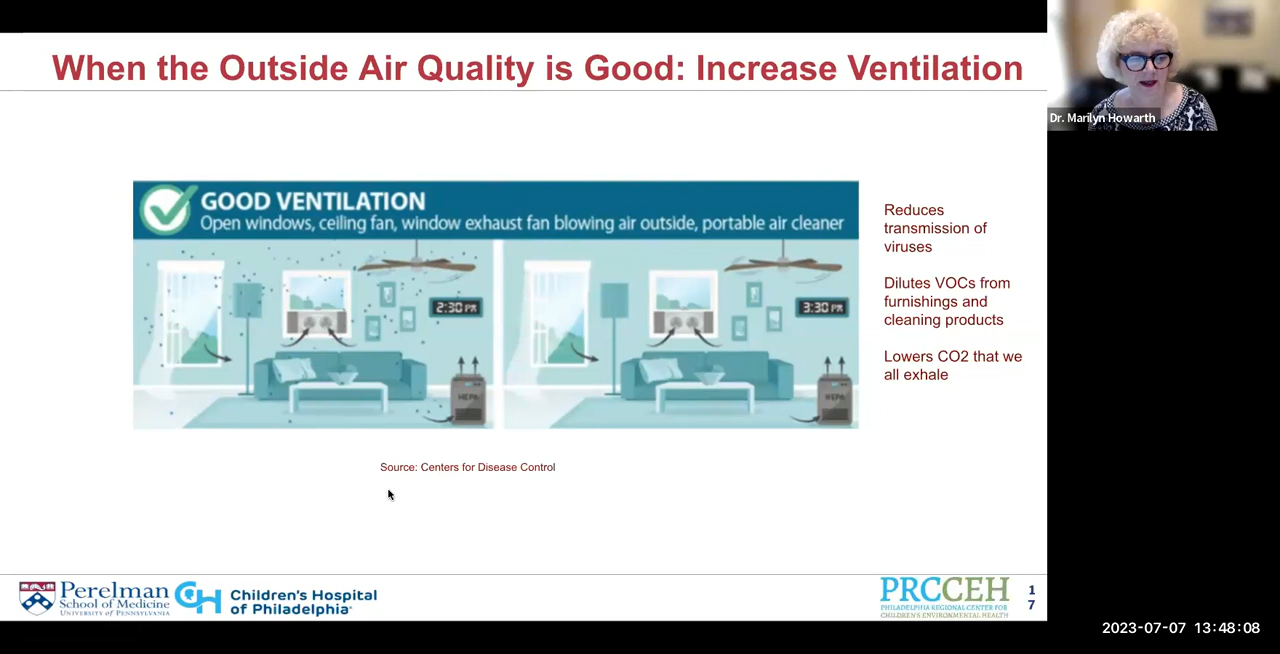 When the Outside Air Quality is Good: Increase Ventilation
Dr. Marilyn Howarth
GOOD VENTILATION
Open windows, ceiling fan, window exhaust fan blowing air outside, portable air cleaner
2:30 PM
HEPA
3:30 PM
HEPA
Reduces
transmission of
viruses
Dilutes VOCs from
furnishings and
cleaning products
Lowers CO2 that we
all exhale
Source: Centers for Disease Control
Perelman
School of Medicine
UNIVERSITY OF PENNSYLVANIA
CH
Children's Hospital
of Philadelphia
PRCCEH
PHILADELPHIA REGIONAL CENTER FOR
CHILDREN'S ENVIRONMENTAL HEALTH
1
7
2023-07-07 13:48:08